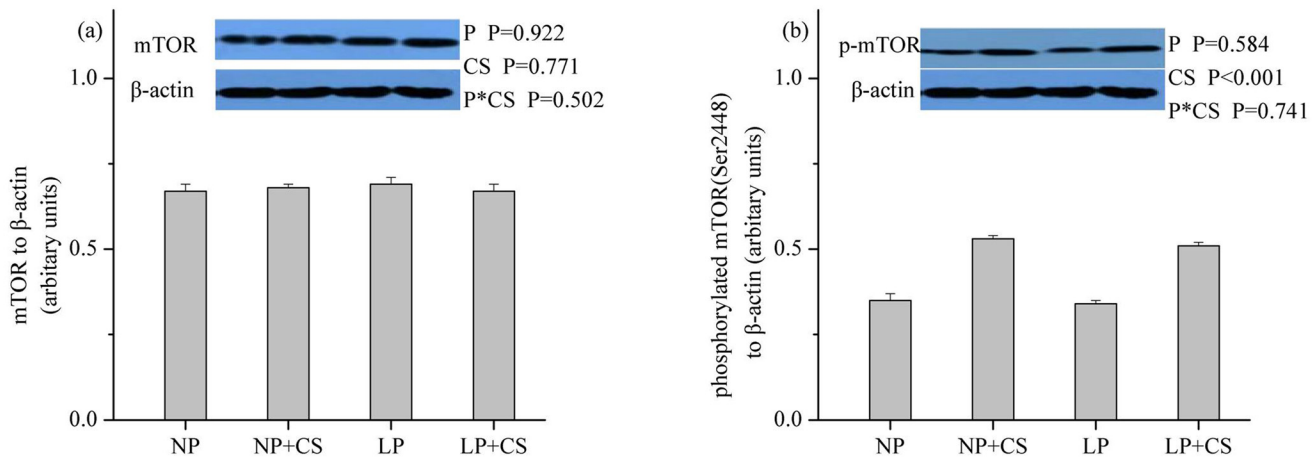 (a)
mTOR
β-actin
P P=0.922
CS P=0.771
P*CS P=0.502
1.0
0.5
0.0
mTOR to β-actin
(arbitary units)
NP
NP+CS
LP
LP+CS
(b)
p-mTOR
β-actin
P P=0.584
CS P<0.001
P*CS P=0.741
1.0
0.5
0.0
phosphorylated mTOR(Ser2448)
to β-actin (arbitary units)
NP
NP+CS
LP
LP+CS